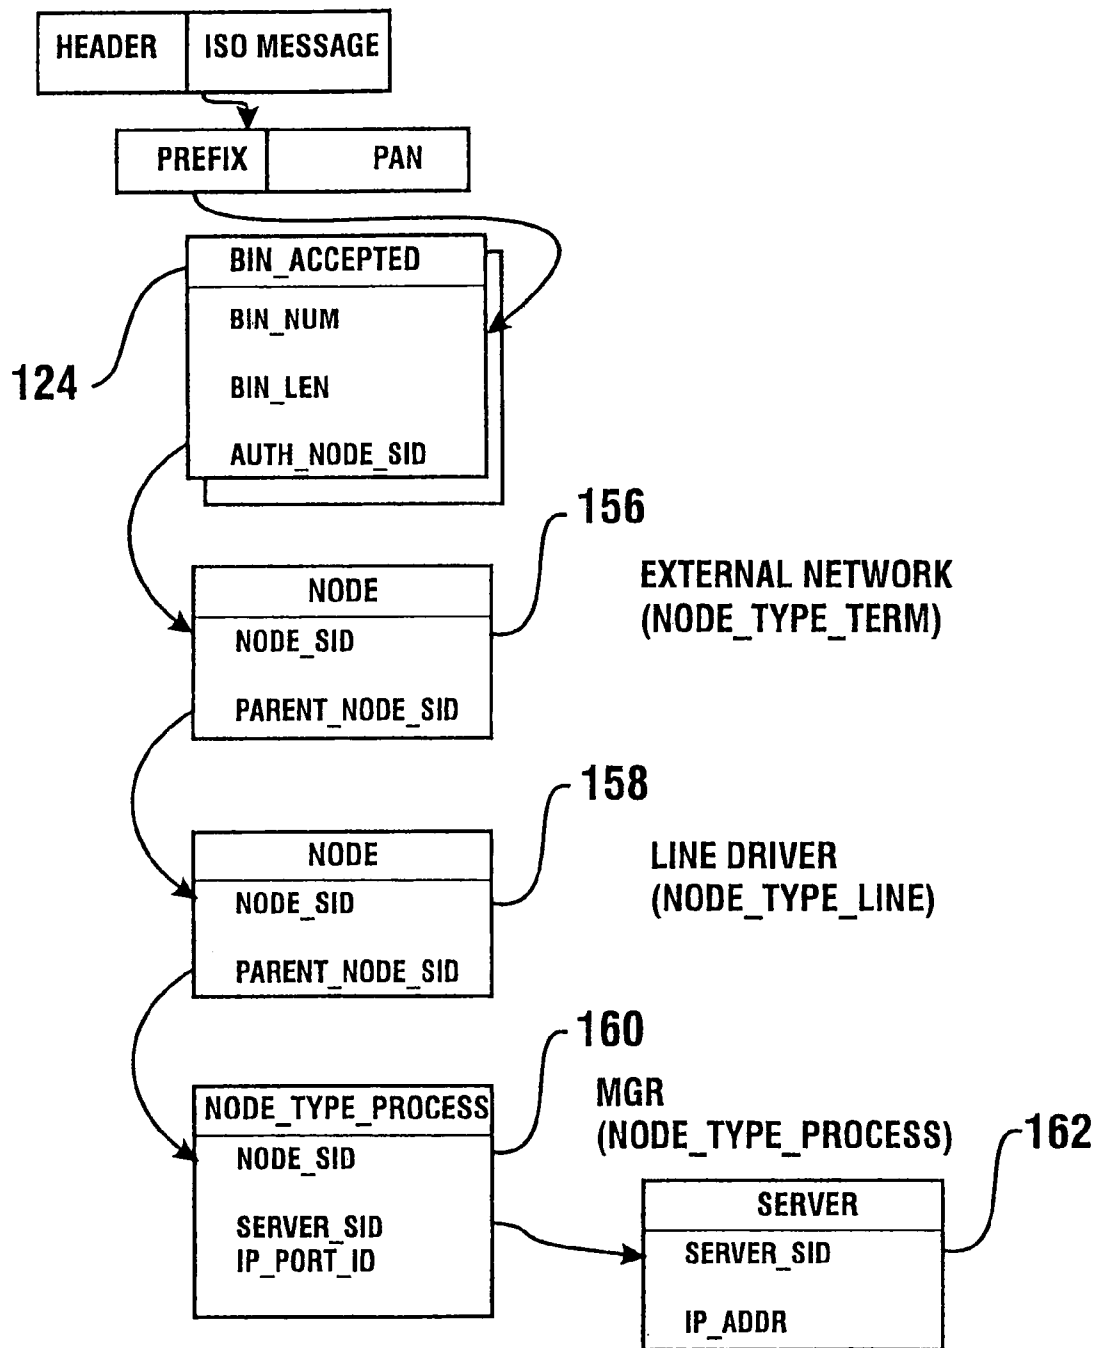 HEADER ISO MESSAGE
PREFIX PAN
BIN_ACCEPTED
BIN_NUM
124
BIN_LEN
AUTH_NODE_SID
156
EXTERNAL NETWORK
(NODE_TYPE_TERM)
NODE
NODE_SID
PARENT_NODE_SID
158
LINE DRIVER
(NODE_TYPE_LINE)
NODE
NODE_SID
PARENT_NODE_SID
160
MGR
(NODE_TYPE_PROCESS)
162
NODE_TYPE_PROCESS
NODE_SID
SERVER_SID
IP_PORT_ID
SERVER
SERVER_SID
IP_ADDR